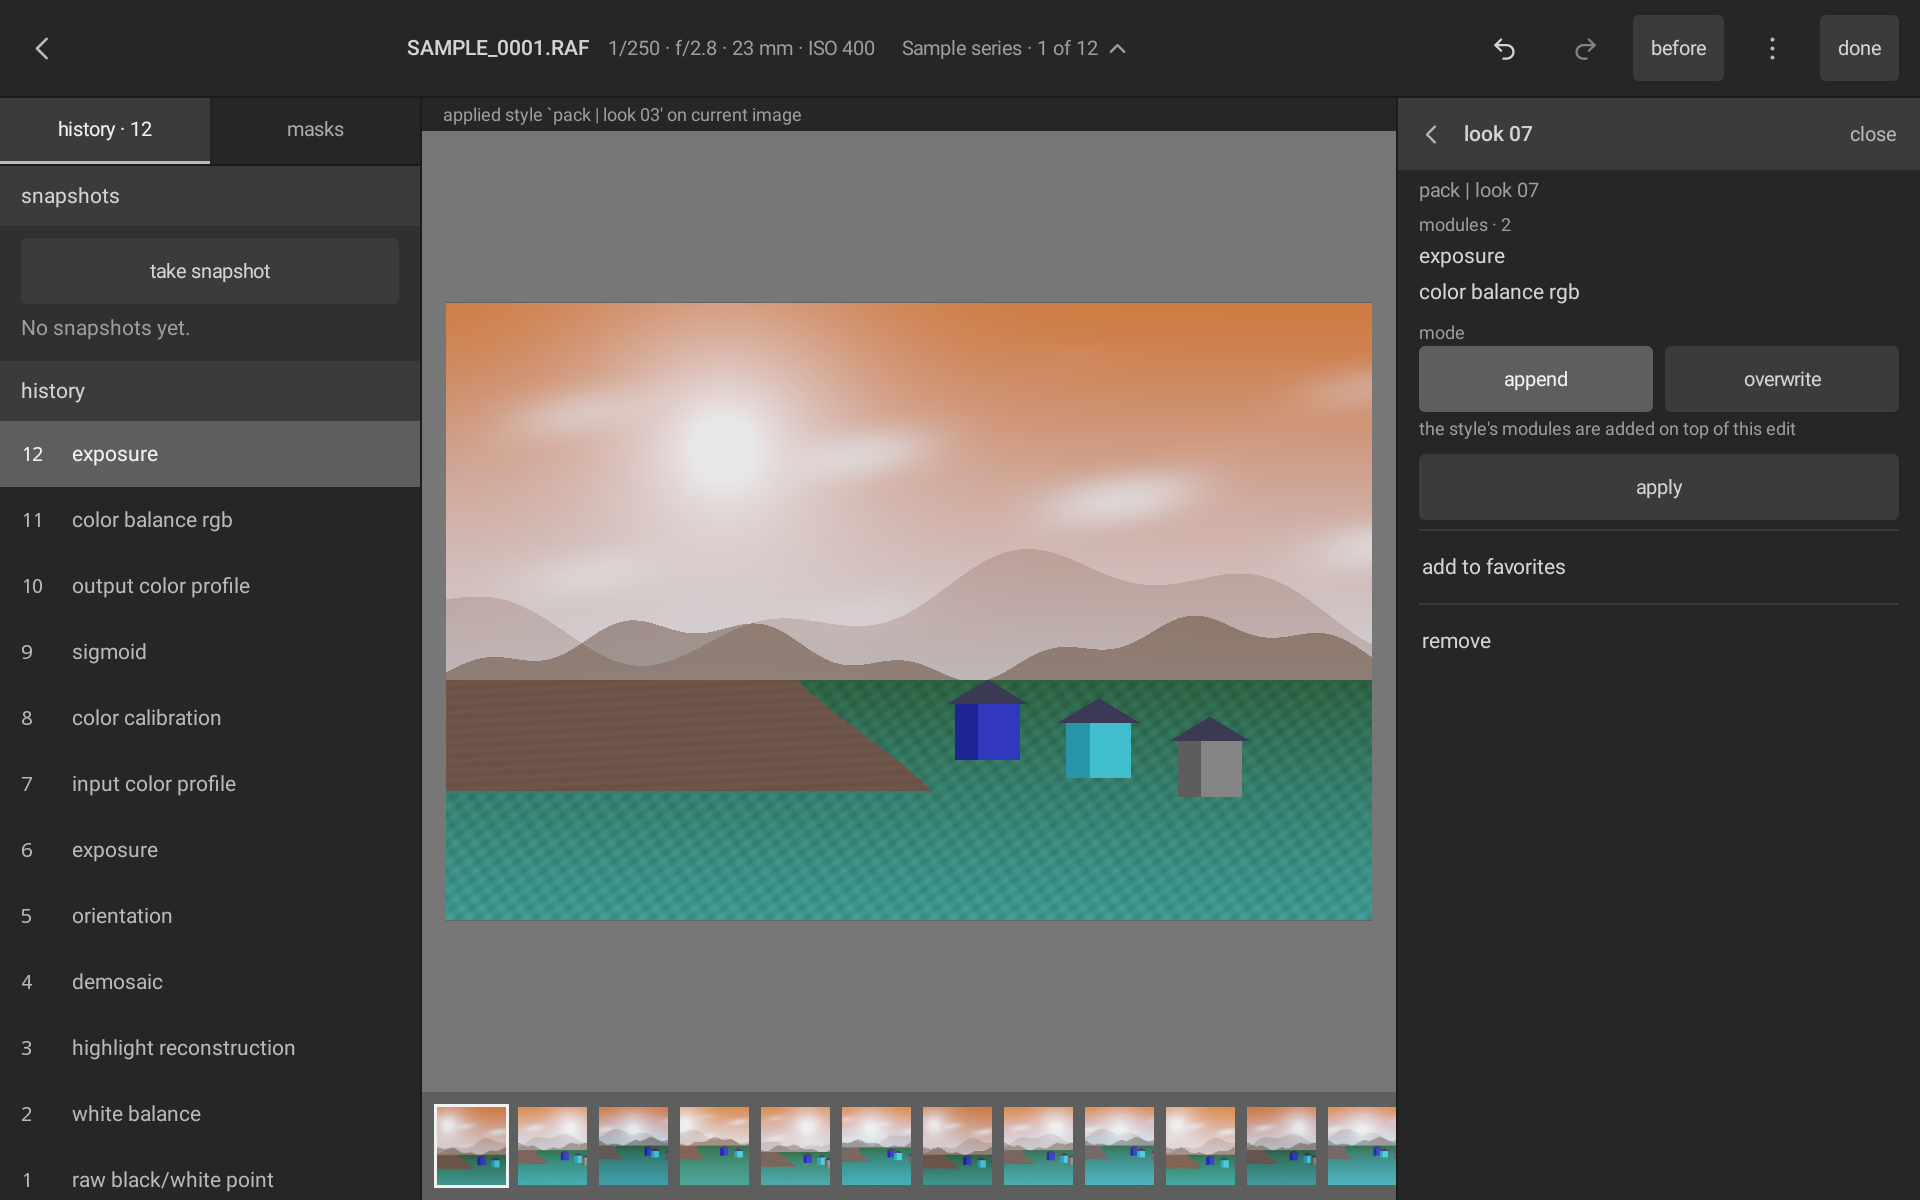 SAMPLE_0001.RAF 1/250 · f/2.8 · 23 mm · ISO 400 Sample series · 1 of 12
before
done
history · 12
masks
snapshots
take snapshot
No snapshots yet.
history
12 exposure
11 color balance rgb
10 output color profile
9 sigmoid
8 color calibration
7 input color profile
6 exposure
5 orientation
4 demosaic
3 highlight reconstruction
2 white balance
1 raw black/white point
applied style `pack | look 03' on current image
look 07
close
pack | look 07
modules · 2
exposure
color balance rgb
mode
append
overwrite
the style's modules are added on top of this edit
apply
add to favorites
remove